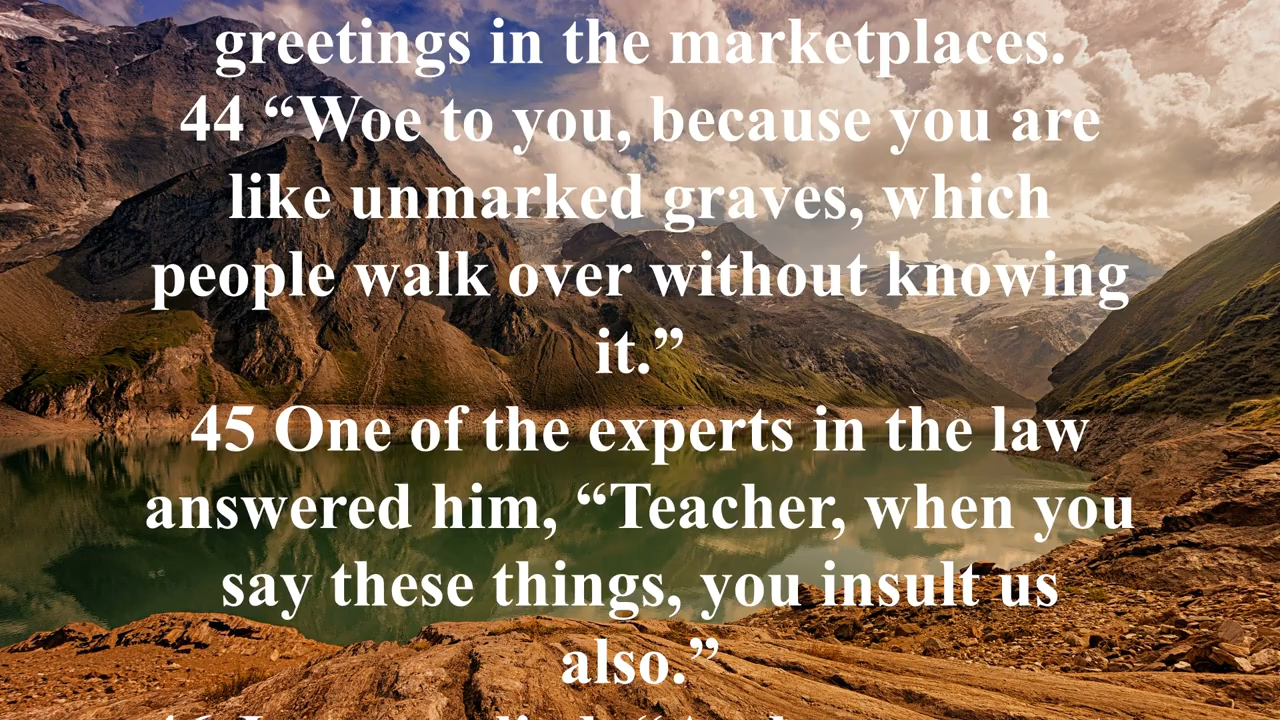 greetings in the marketplaces.
44 “Woe to you, because you are
like unmarked graves, which
people walk over without knowing
it.”
45 One of the experts in the law
answered him, “Teacher, when you
say these things, you insult us
also.”